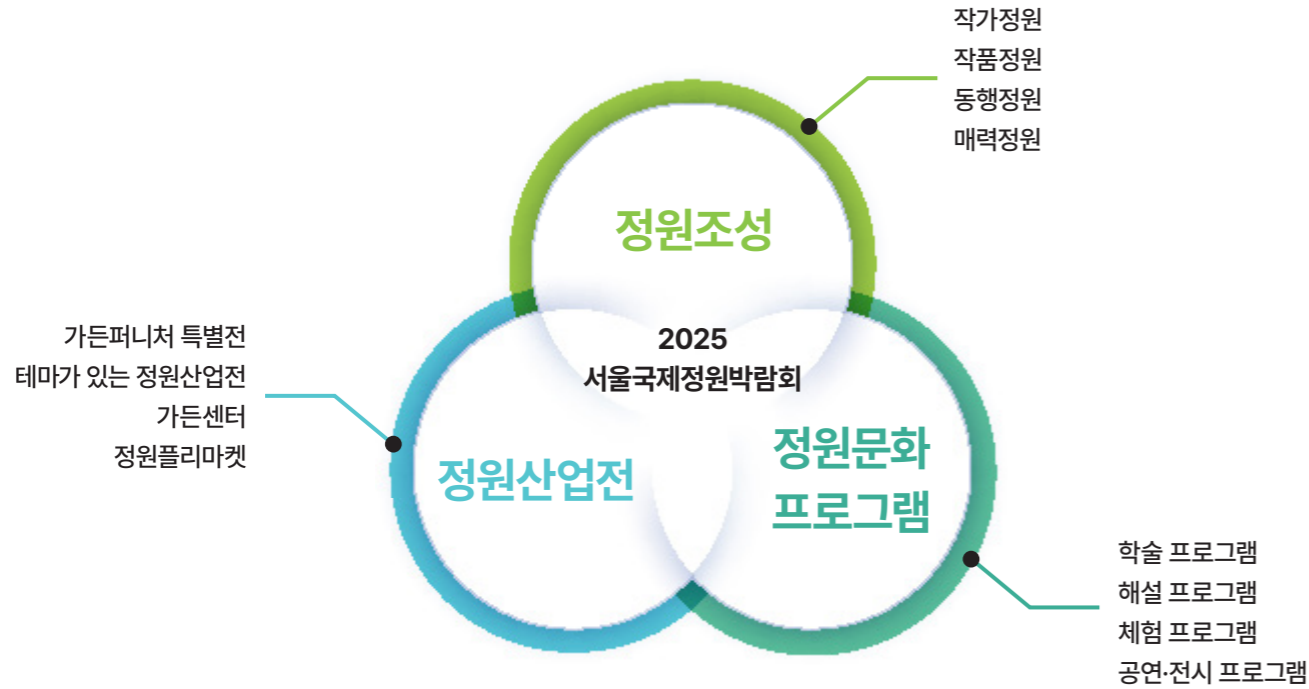 작가정원
작품정원
동행정원
매력정원
정원조성
2025
서울국제정원박람회
가든퍼니처 특별전
테마가 있는 정원산업전
가든센터
정원플리마켓
정원산업전
정원문화
프로그램
학술 프로그램
해설 프로그램
체험 프로그램
공연·전시 프로그램